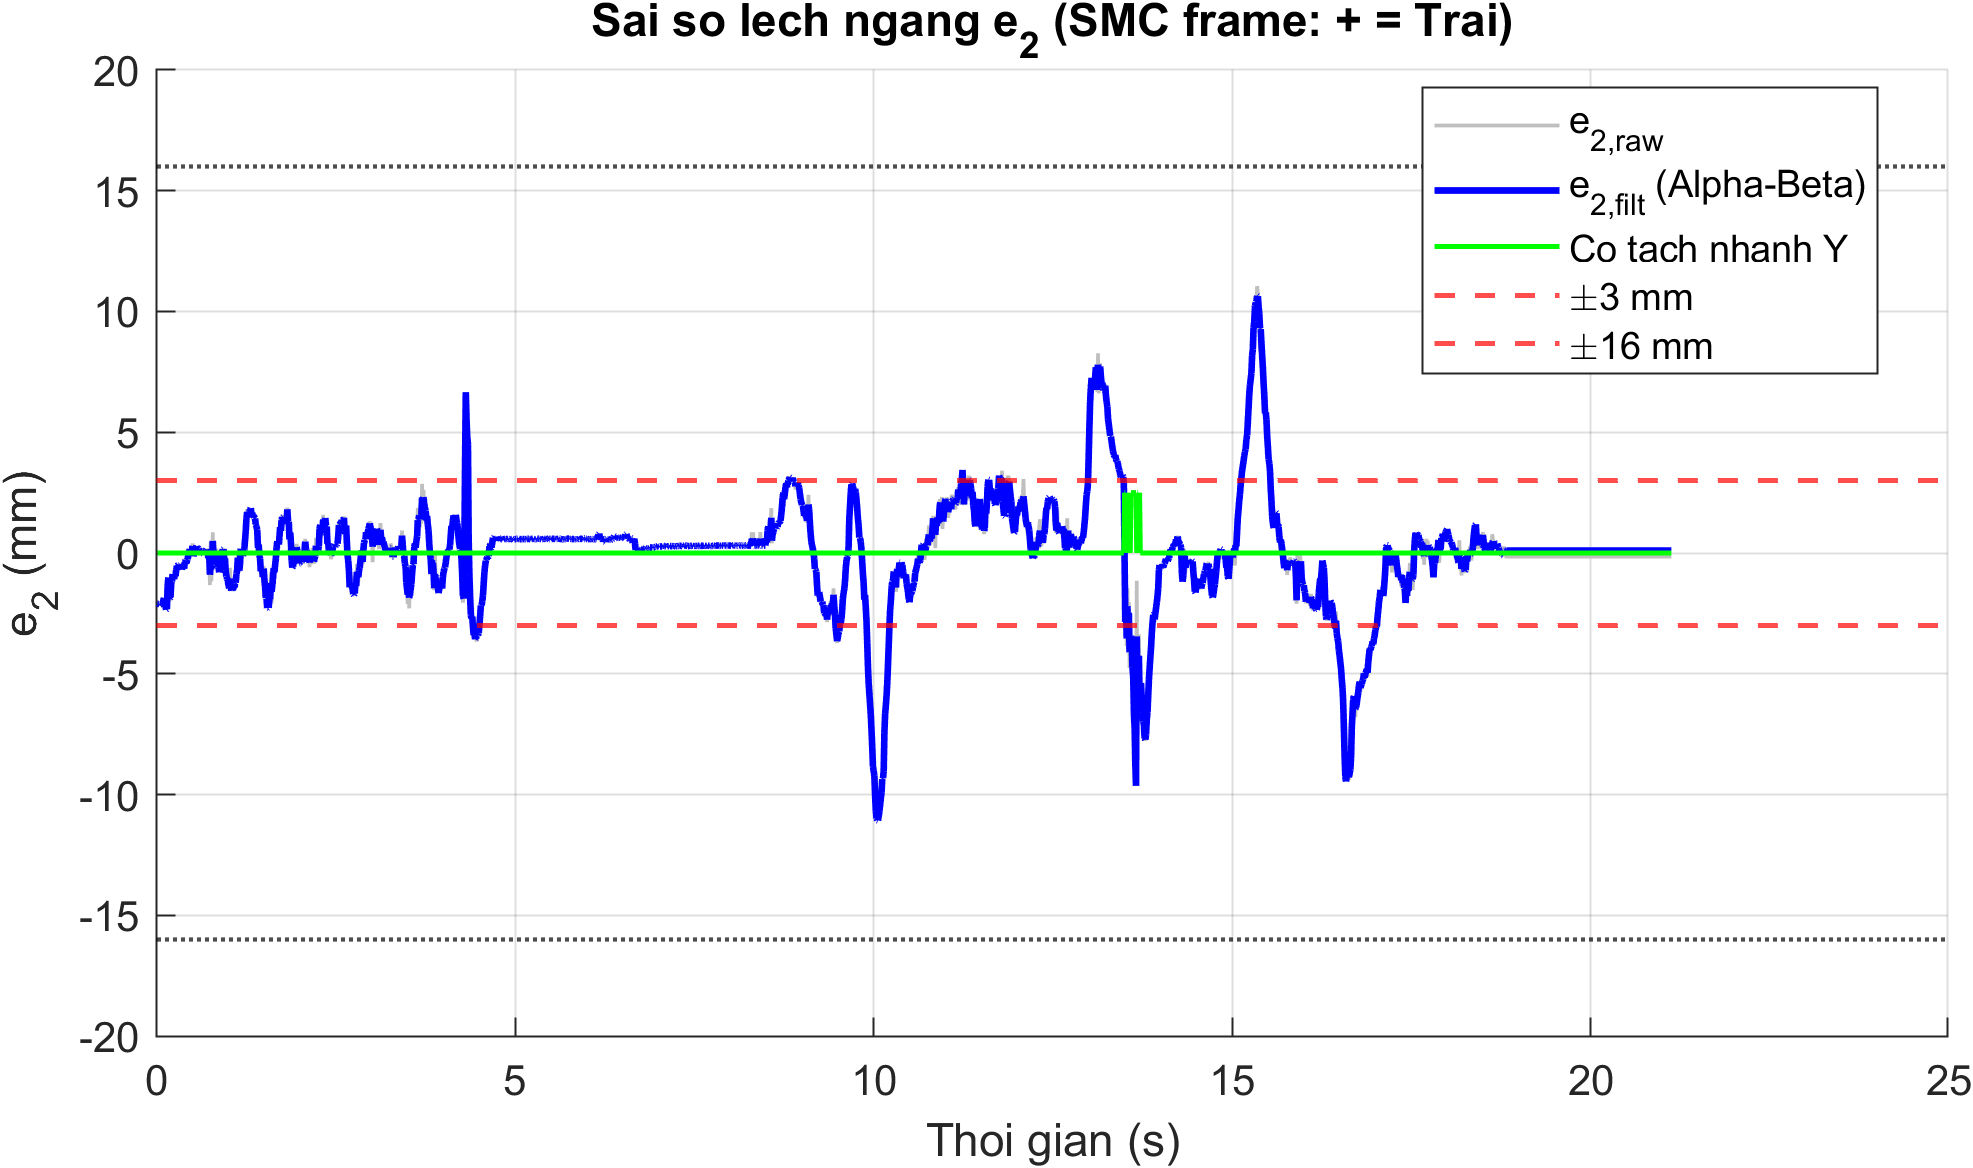 Sai so lech ngang e2 (SMC frame: + = Trai)
20
15
10
5
0
-5
-10
-15
-20
e2 (mm)
e2,raw
e2,filt (Alpha-Beta)
Co tach nhanh Y
±3 mm
±16 mm
0 5 10 15 20 25
Thoi gian (s)